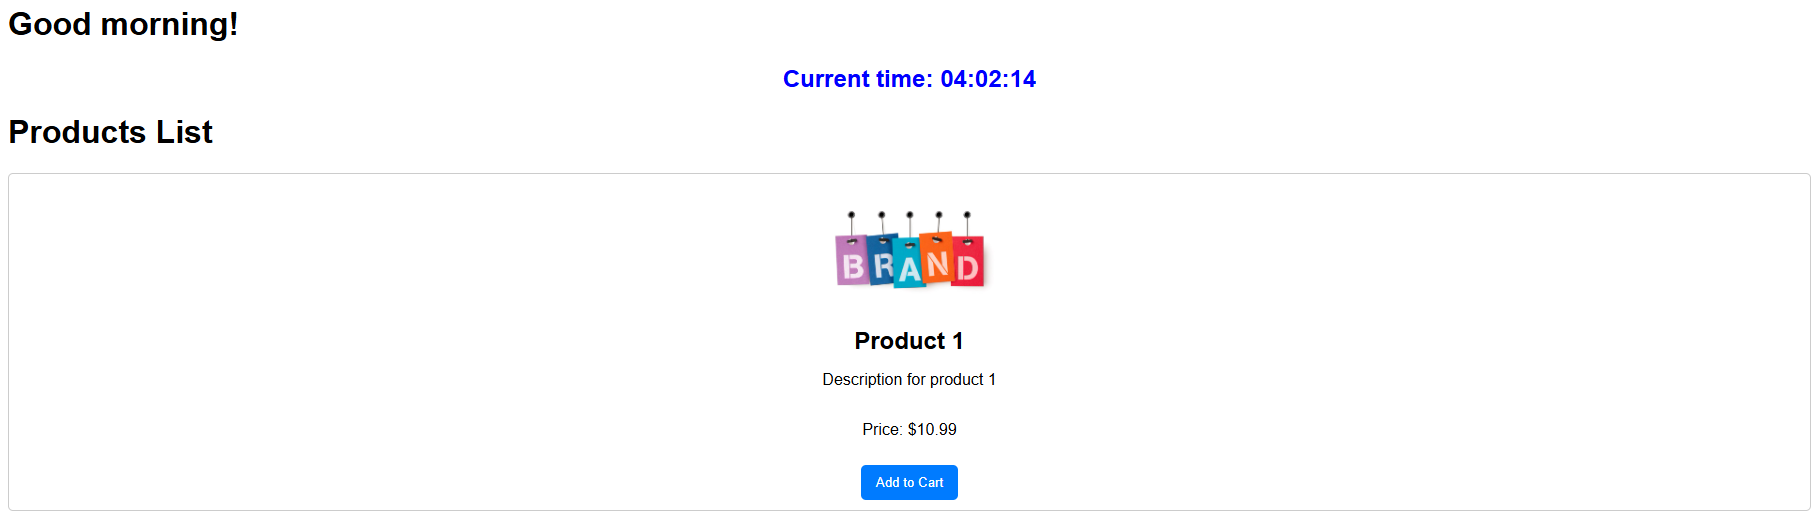 Good morning!
Current time: 04:02:14
Products List
BRAND
Product 1
Description for product 1
Price: $10.99
Add to Cart